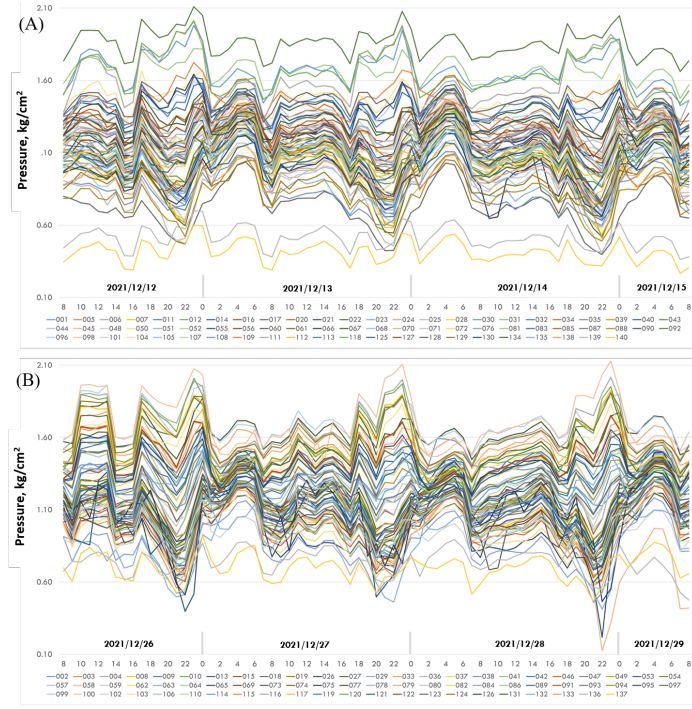 (A)
2.10
1.60
.10
0.60
0.10
Pressure, kg/cm²
2021/12/12 2021/12/13 2021/12/14 2021/12/15
8 10 12 14 16 18 20 22 0 2 4 6 8 10 12 14 16 18 20 22 0 2 4 6 8 10 12 14 16 18 20 22 0 2 4 6 8
001 005 006 007 011 012 014 016 017 020 021 022 023 024 025 028 030 031 032 034 035 039 040 043
044 045 048 050 051 052 055 056 060 061 066 067 068 070 071 072 076 081 083 085 087 088 090 092
096 098 101 104 105 107 108 109 111 112 113 118 125 127 128 129 130 134 135 138 139 140
(B)
2.10
1.60
1.10
0.60
0.10
Pressure, kg/cm²
2021/12/26 2021/12/27 2021/12/28 2021/12/29
8 10 12 14 16 18 20 22 0 2 4 6 8 10 12 14 16 18 20 22 0 2 4 6 8 10 12 14 16 18 20 22 0 2 4 6 8
002 003 004 008 009 010 013 015 018 019 026 027 029 033 036 037 038 041 042 046 047 049 053 054
057 058 059 062 063 064 065 069 073 074 075 077 078 079 080 082 084 086 089 091 093 094 095 097
099 100 102 103 106 110 114 115 116 117 119 120 121 122 123 124 126 131 132 133 136 137